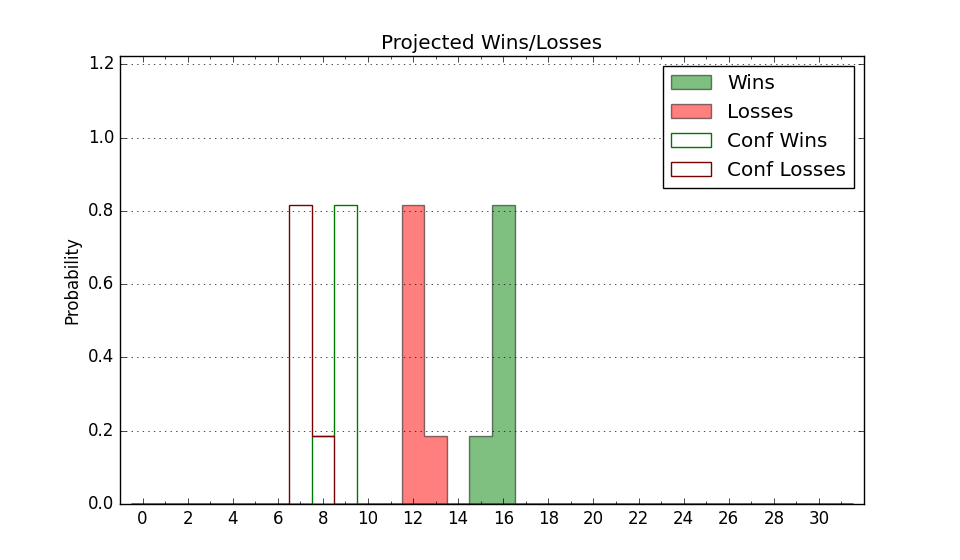 Projected Wins/Losses
Probability
1.2
1.0
0.8
0.6
0.4
0.2
0.0
Wins
Losses
Conf Wins
Conf Losses
0 2 4 6 8 10 12 14 16 18 20 22 24 26 28 30